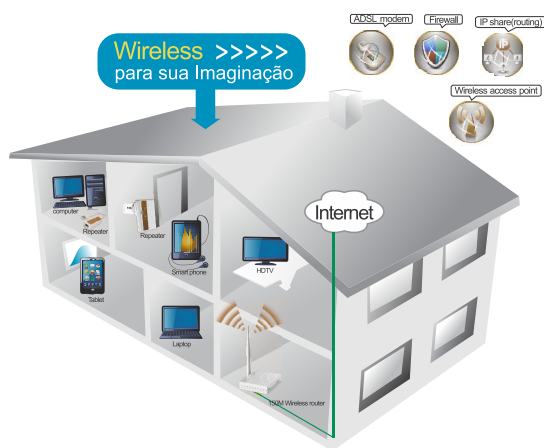 ADSL modem
Firewall
IP share(routing)
IP
Wireless >>>>>
para sua Imaginação
Wireless access point
Internet
computer
Repeater
Repeater
Smart phone
HDTV
Tablet
Laptop
150M Wireless router